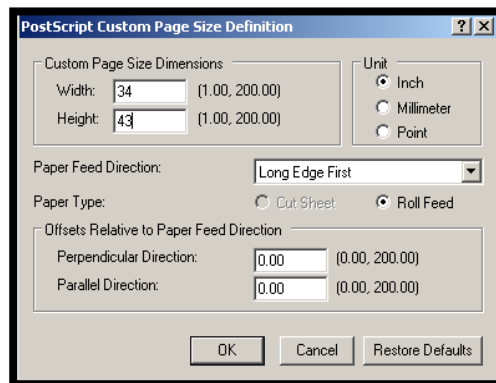 PostScript Custom Page Size Definition
Custom Page Size Dimensions
Width: 34 (1.00, 200.00)
Height: 43 (1.00, 200.00)
Unit
Inch
Millimeter
Point
Paper Feed Direction: Long Edge First
Paper Type: Cut Sheet Roll Feed
Offsets Relative to Paper Feed Direction
Perpendicular Direction: 0.00 (0.00, 200.00)
Parallel Direction: 0.00 (0.00, 200.00)
OK Cancel Restore Defaults